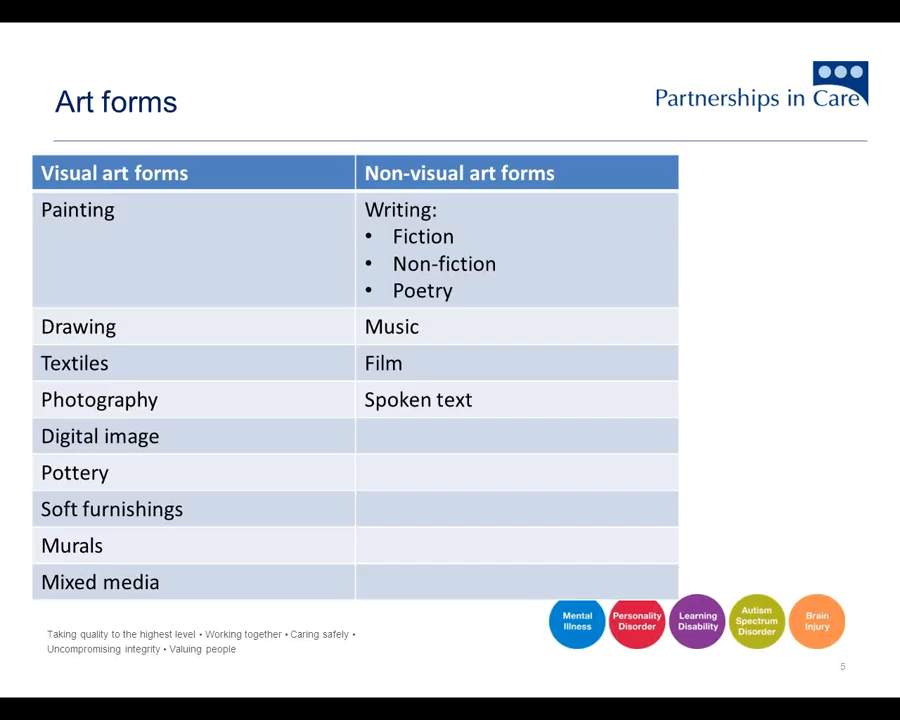 Art forms
Partnerships in Care
Visual art forms
Non-visual art forms
Painting
Writing:
• Fiction
• Non-fiction
• Poetry
Drawing
Music
Textiles
Film
Photography
Spoken text
Digital image
Pottery
Soft furnishings
Murals
Mixed media
Taking quality to the highest level • Working together • Caring safely •
Uncompromising integrity • Valuing people
Mental
Illness
Personality
Disorder
Learning
Disability
Autism
Spectrum
Disorder
Brain
Injury
5